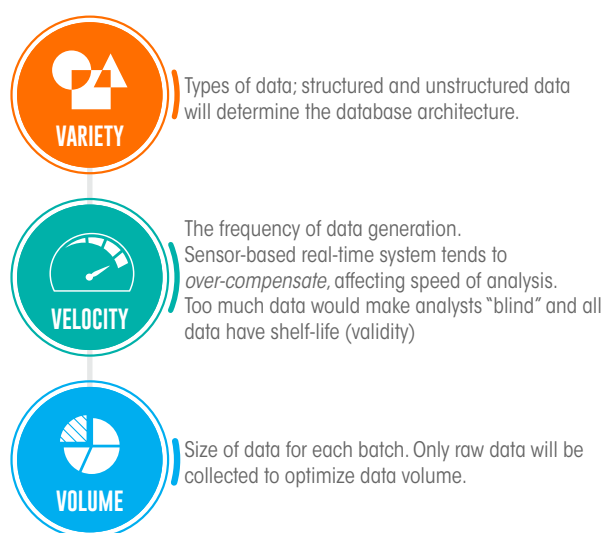 VARIETY
Types of data; structured and unstructured data
will determine the database architecture.
VELOCITY
The frequency of data generation.
Sensor-based real-time system tends to
over-compensate, affecting speed of analysis.
Too much data would make analysts “blind” and all
data have shelf-life (validity)
VOLUME
Size of data for each batch. Only raw data will be
collected to optimize data volume.